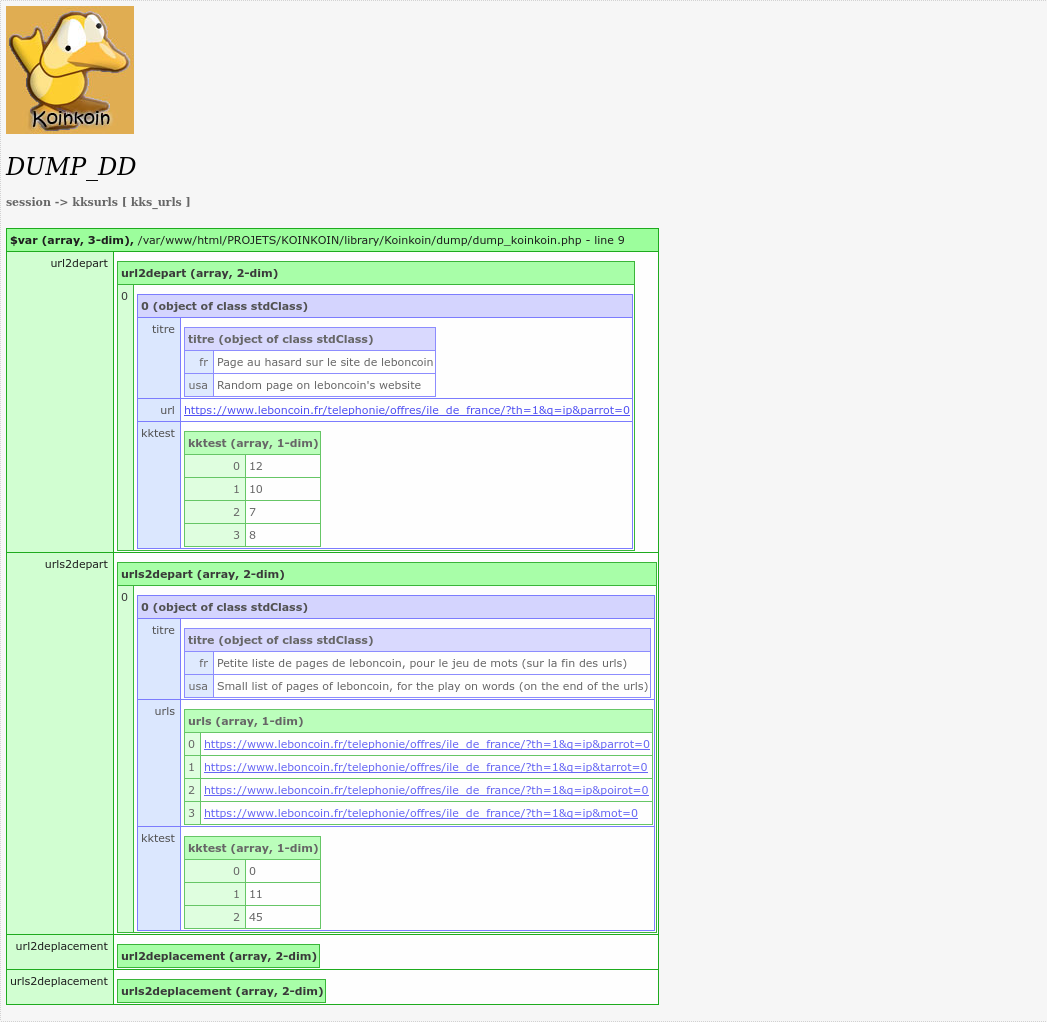 Koinkoin
DUMP_DD
session -> kksurls [ kks_urls ]
$var (array, 3-dim), /var/www/html/PROJETS/KOINKOIN/library/Koinkoin/dump/dump_koinkoin.php - line 9
url2depart
url2depart (array, 2-dim)
0
0 (object of class stdClass)
titre
titre (object of class stdClass)
fr Page au hasard sur le site de leboncoin
usa Random page on leboncoin's website
url https://www.leboncoin.fr/telephonie/offres/ile_de_france/?th=1&q=ip&parrot=0
kktest
kktest (array, 1-dim)
0 12
1 10
2 7
3 8
urls2depart
urls2depart (array, 2-dim)
0
0 (object of class stdClass)
titre
titre (object of class stdClass)
fr Petite liste de pages de leboncoin, pour le jeu de mots (sur la fin des urls)
usa Small list of pages of leboncoin, for the play on words (on the end of the urls)
urls
urls (array, 1-dim)
0 https://www.leboncoin.fr/telephonie/offres/ile_de_france/?th=1&q=ip&parrot=0
1 https://www.leboncoin.fr/telephonie/offres/ile_de_france/?th=1&q=ip&tarrot=0
2 https://www.leboncoin.fr/telephonie/offres/ile_de_france/?th=1&q=ip&poirot=0
3 https://www.leboncoin.fr/telephonie/offres/ile_de_france/?th=1&q=ip&mot=0
kktest
kktest (array, 1-dim)
0 0
1 11
2 45
url2deplacement
url2deplacement (array, 2-dim)
urls2deplacement
urls2deplacement (array, 2-dim)